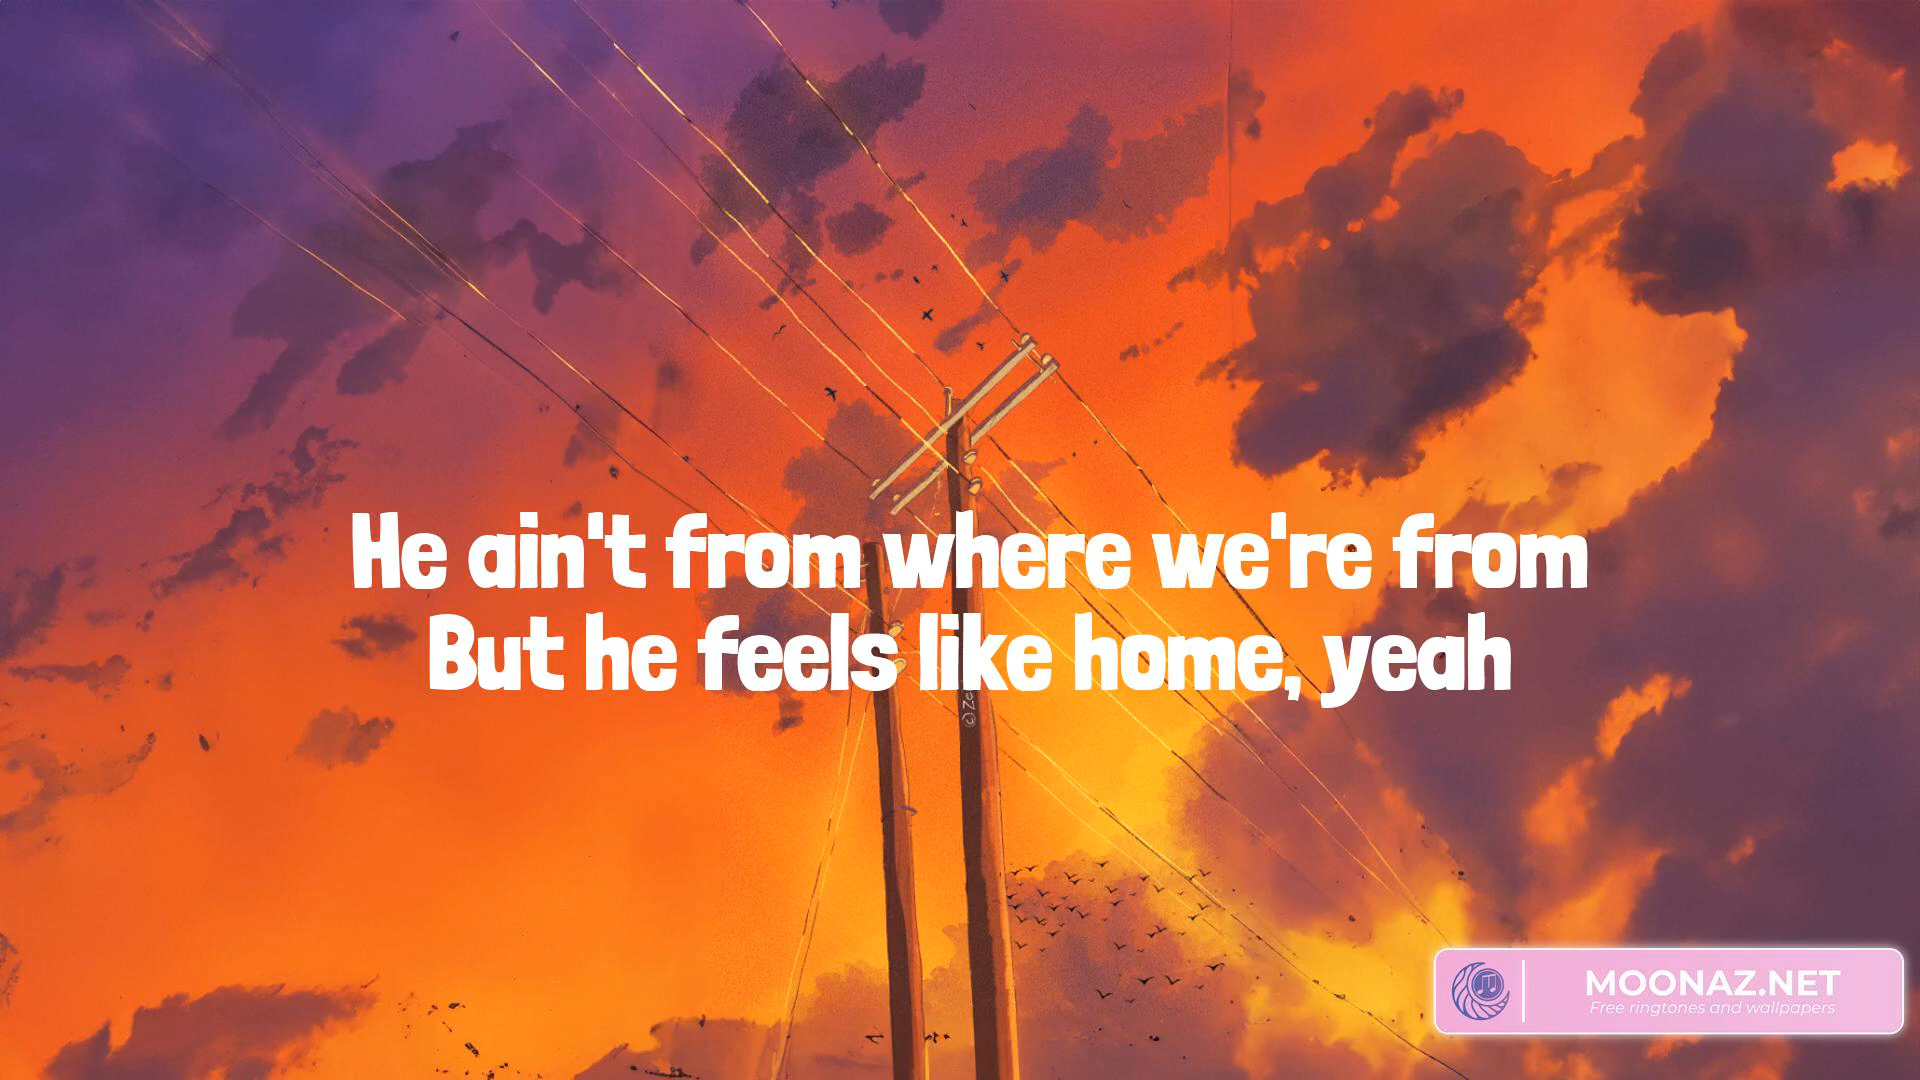 He ain't from where we're from
But he feels like home, yeah
MOONAZ.NET
Free ringtones and wallpapers